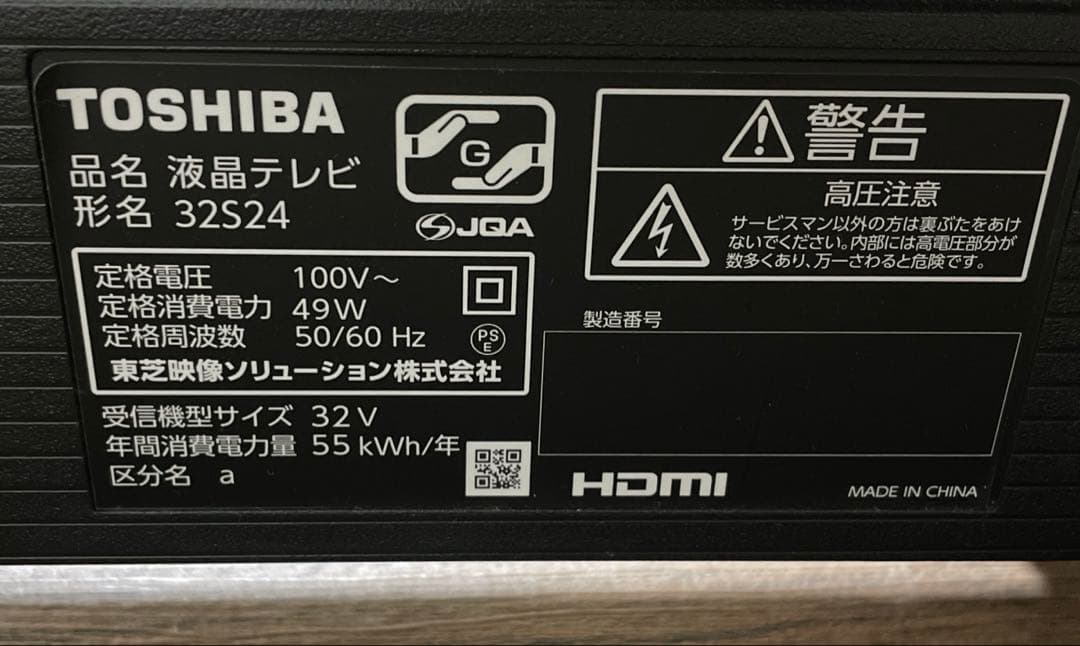 TOSHIBA
品名 液晶テレビ
形名 32S24
G
JQA
定格電圧 100V～
定格消費電力 49W
定格周波数 50/60 Hz
PS
E
東芝映像ソリューション株式会社
受信機型サイズ 32V
年間消費電力量 55 kWh/年
区分名 a
警告
高圧注意
サービスマン以外の方は裏ぶたをあけ
ないでください。内部には高電圧部分が
数多くあり、万一さわると危険です。
製造番号
HDMI
MADE IN CHINA